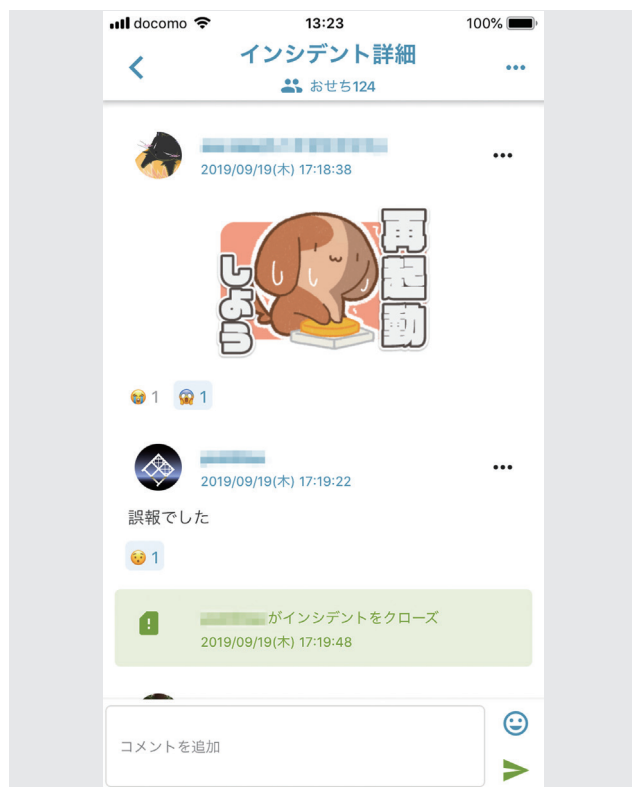 docomo 13:23 100%
インシデント詳細
おせち124
2019/09/19(木) 17:18:38
再起動
しよう
1 1
2019/09/19(木) 17:19:22
誤報でした
1
がインシデントをクローズ
2019/09/19(木) 17:19:48
コメントを追加